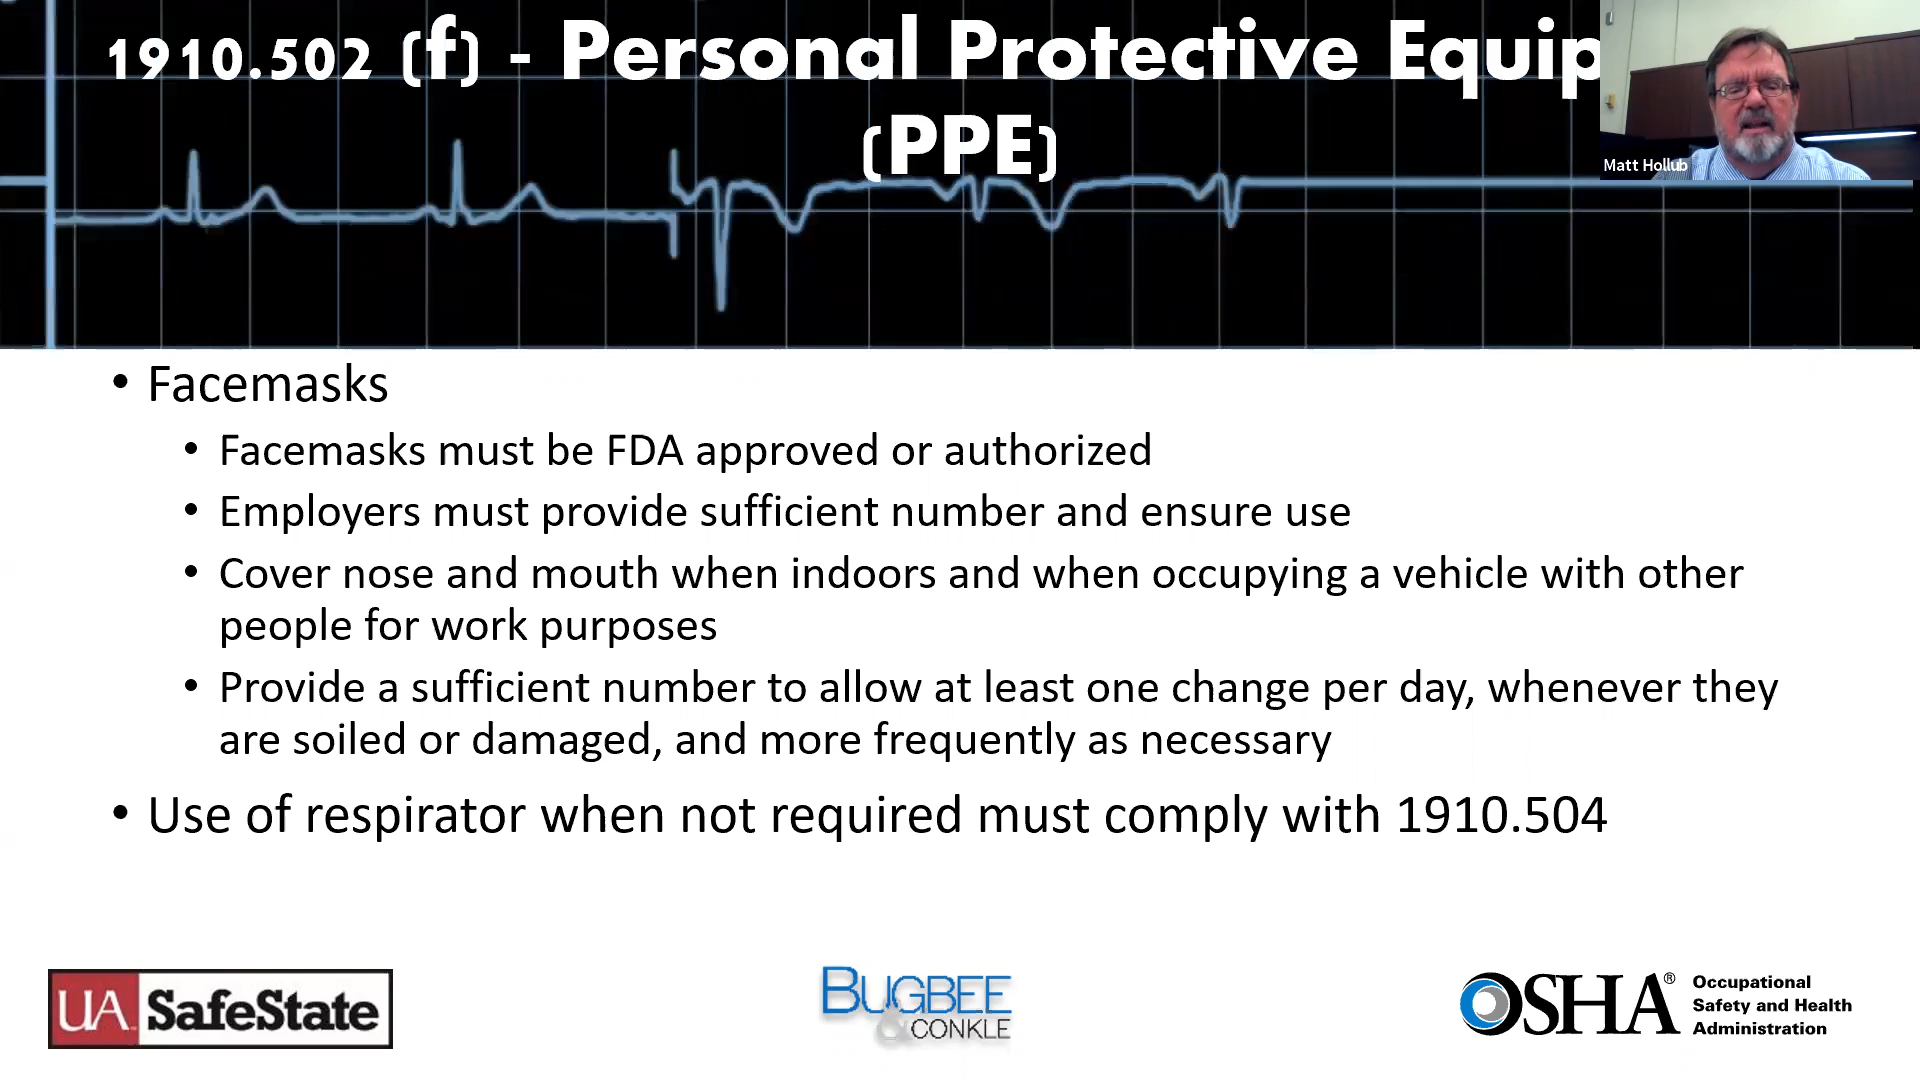 1910.502 (f) - Personal Protective Equip
(PPE)
Matt Hollub
• Facemasks
• Facemasks must be FDA approved or authorized
• Employers must provide sufficient number and ensure use
• Cover nose and mouth when indoors and when occupying a vehicle with other
people for work purposes
• Provide a sufficient number to allow at least one change per day, whenever they
are soiled or damaged, and more frequently as necessary
• Use of respirator when not required must comply with 1910.504
UA SafeState
BUGBEE
& CONKLE
OSHA®
Occupational
Safety and Health
Administration